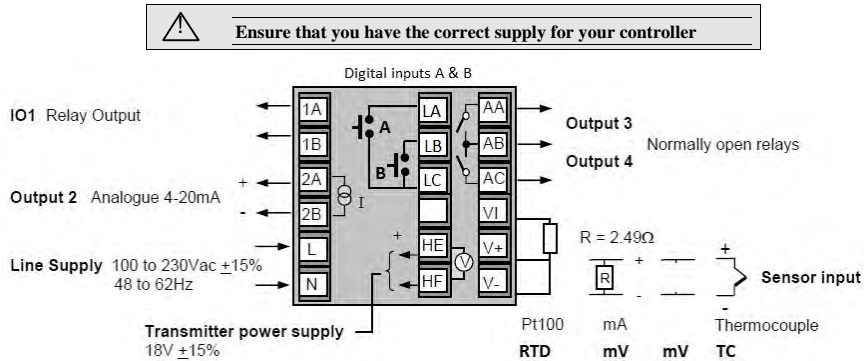 Ensure that you have the correct supply for your controller
Digital inputs A & B
IO1 Relay Output
1A
1B
Output 2 Analogue 4-20mA
+
-
2A
2B
I
Line Supply 100 to 230Vac ±15%
48 to 62Hz
L
N
Transmitter power supply
18V ±15%
A
B
LA
LB
LC
+
-
HE
HF
V
AA
AB
AC
VI
V+
V-
Output 3
Output 4
Normally open relays
R = 2.49Ω
R
+
-
+
-
Sensor input
Pt100 mA Thermocouple
RTD mV mV TC